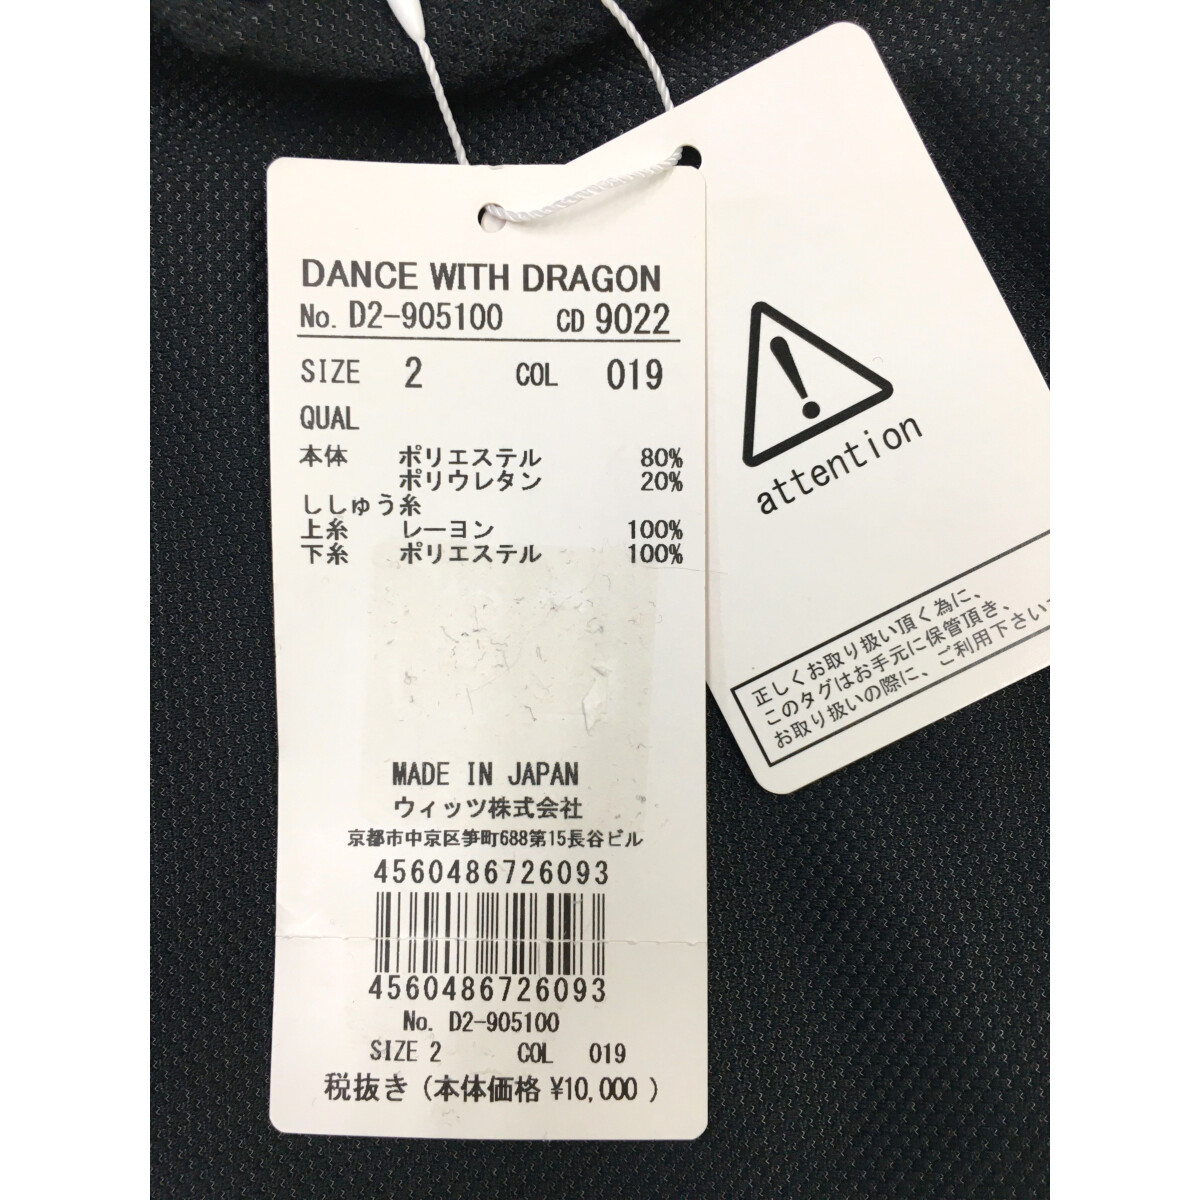 DANCE WITH DRAGON
No. D2-905100 CD 9022
SIZE 2 COL 019
QUAL
本体 ポリエステル 80%
ポリウレタン 20%
ししゅう糸
上糸 レーヨン 100%
下糸 ポリエステル 100%
MADE IN JAPAN
ウィッツ株式会社
京都市中京区笋町688第15長谷ビル
4560486726093
4560486726093
No. D2-905100
SIZE 2 COL 019
税抜き (本体価格 ¥10,000 )
attention
正しくお取り扱い頂く為に、
このタグはお手元に保管頂き、
お取り扱いの際に、ご利用下さい